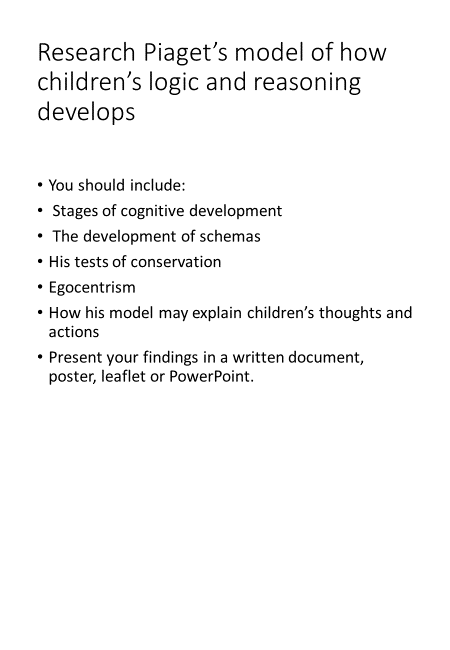 Research Piaget’s model of how
children’s logic and reasoning
develops
• You should include:
• Stages of cognitive development
• The development of schemas
• His tests of conservation
• Egocentrism
• How his model may explain children’s thoughts and
actions
• Present your findings in a written document,
poster, leaflet or PowerPoint.